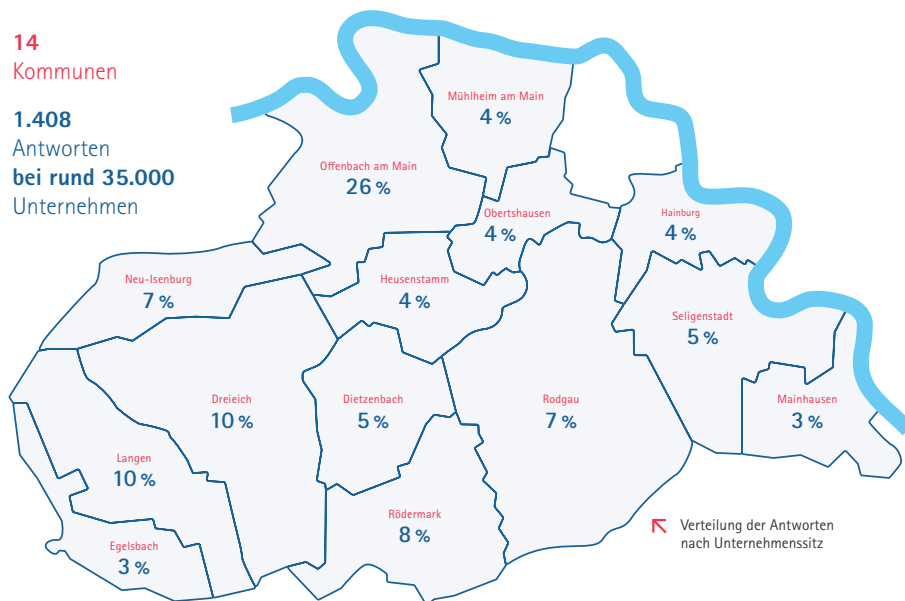 14
Kommunen
1.408
Antworten
bei rund 35.000
Unternehmen
Mühlheim am Main
4 %
Offenbach am Main
26 %
Obertshausen
4 %
Hainburg
4 %
Neu-Isenburg
7 %
Heusenstamm
4 %
Seligenstadt
5 %
Dreieich
10 %
Dietzenbach
5 %
Rodgau
7 %
Mainhausen
3 %
Langen
10 %
Rödermark
8 %
Egelsbach
3 %
Verteilung der Antworten
nach Unternehmenssitz